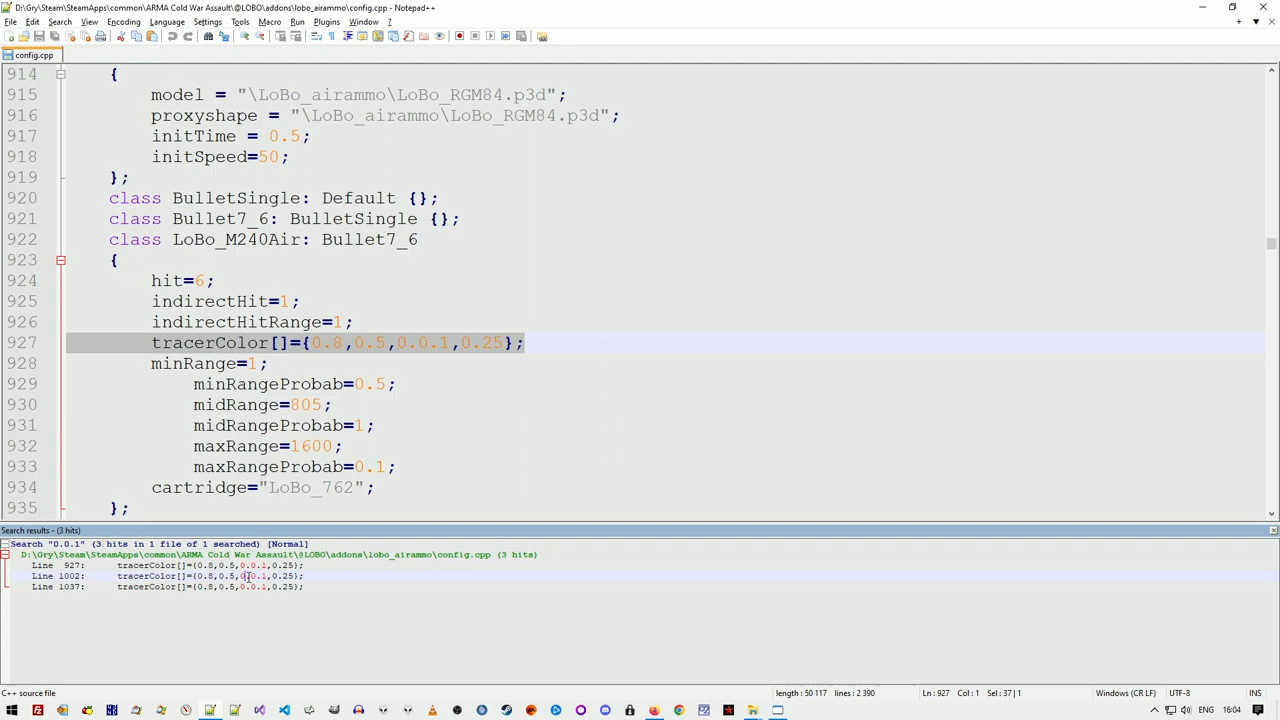 D:\Gry\Steam\SteamApps\common\ARMA Cold War Assault\@LOBO\addons\lobo_airammo\config.cpp - Notepad++
File Edit Search View Encoding Language Settings Tools Macro Run Plugins Window ?
config.cpp
914 {
915 model = "\LoBo_airammo\LoBo_RGM84.p3d";
916 proxyshape = "\LoBo_airammo\LoBo_RGM84.p3d";
917 initTime = 0.5;
918 initSpeed=50;
919 };
920 class BulletSingle: Default {};
921 class Bullet7_6: BulletSingle {};
922 class LoBo_M240Air: Bullet7_6
923 {
924 hit=6;
925 indirectHit=1;
926 indirectHitRange=1;
927 tracerColor[]={0.8,0.5,0.0.1,0.25};
928 minRange=1;
929 minRangeProbab=0.5;
930 midRange=805;
931 midRangeProbab=1;
932 maxRange=1600;
933 maxRangeProbab=0.1;
934 cartridge="LoBo_762";
935 };
Search results - (3 hits)
Search "0.0.1" (3 hits in 1 file of 1 searched) [Normal]
D:\Gry\Steam\SteamApps\common\ARMA Cold War Assault\@LOBO\addons\lobo_airammo\config.cpp (3 hits)
Line 927: tracerColor[]={0.8,0.5,0.0.1,0.25};
Line 1002: tracerColor[]={0.8,0.5,0.0.1,0.25};
Line 1037: tracerColor[]={0.8,0.5,0.0.1,0.25};
C++ source file length : 50 117 lines : 2 390 Ln : 927 Col : 1 Sel : 37 | 1 Windows (CR LF) UTF-8 INS
ENG 16:04